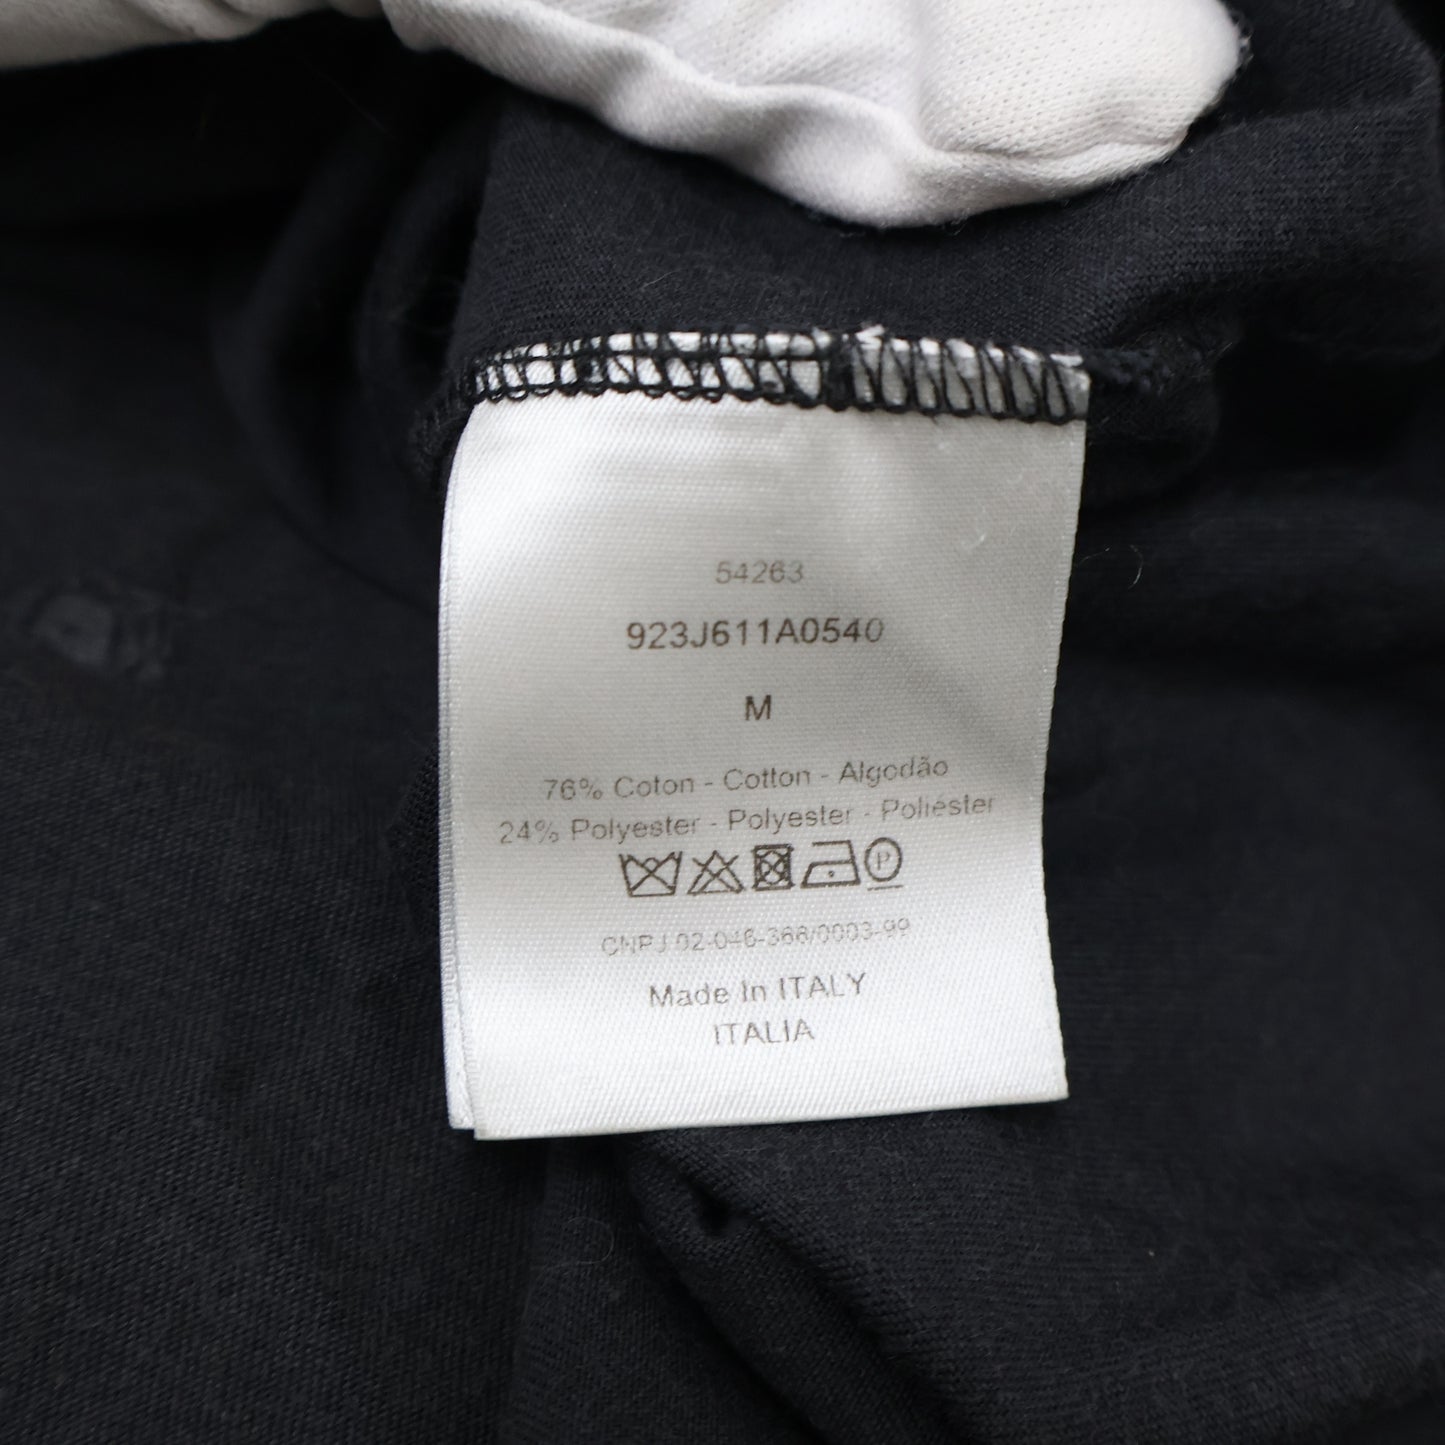 54263
923J611A0540
M
76% Coton - Cotton - Algodão
24% Polyester - Polyester - Poliéster
P
CNPJ 02-046-366/0003-99
Made In ITALY
ITALIA